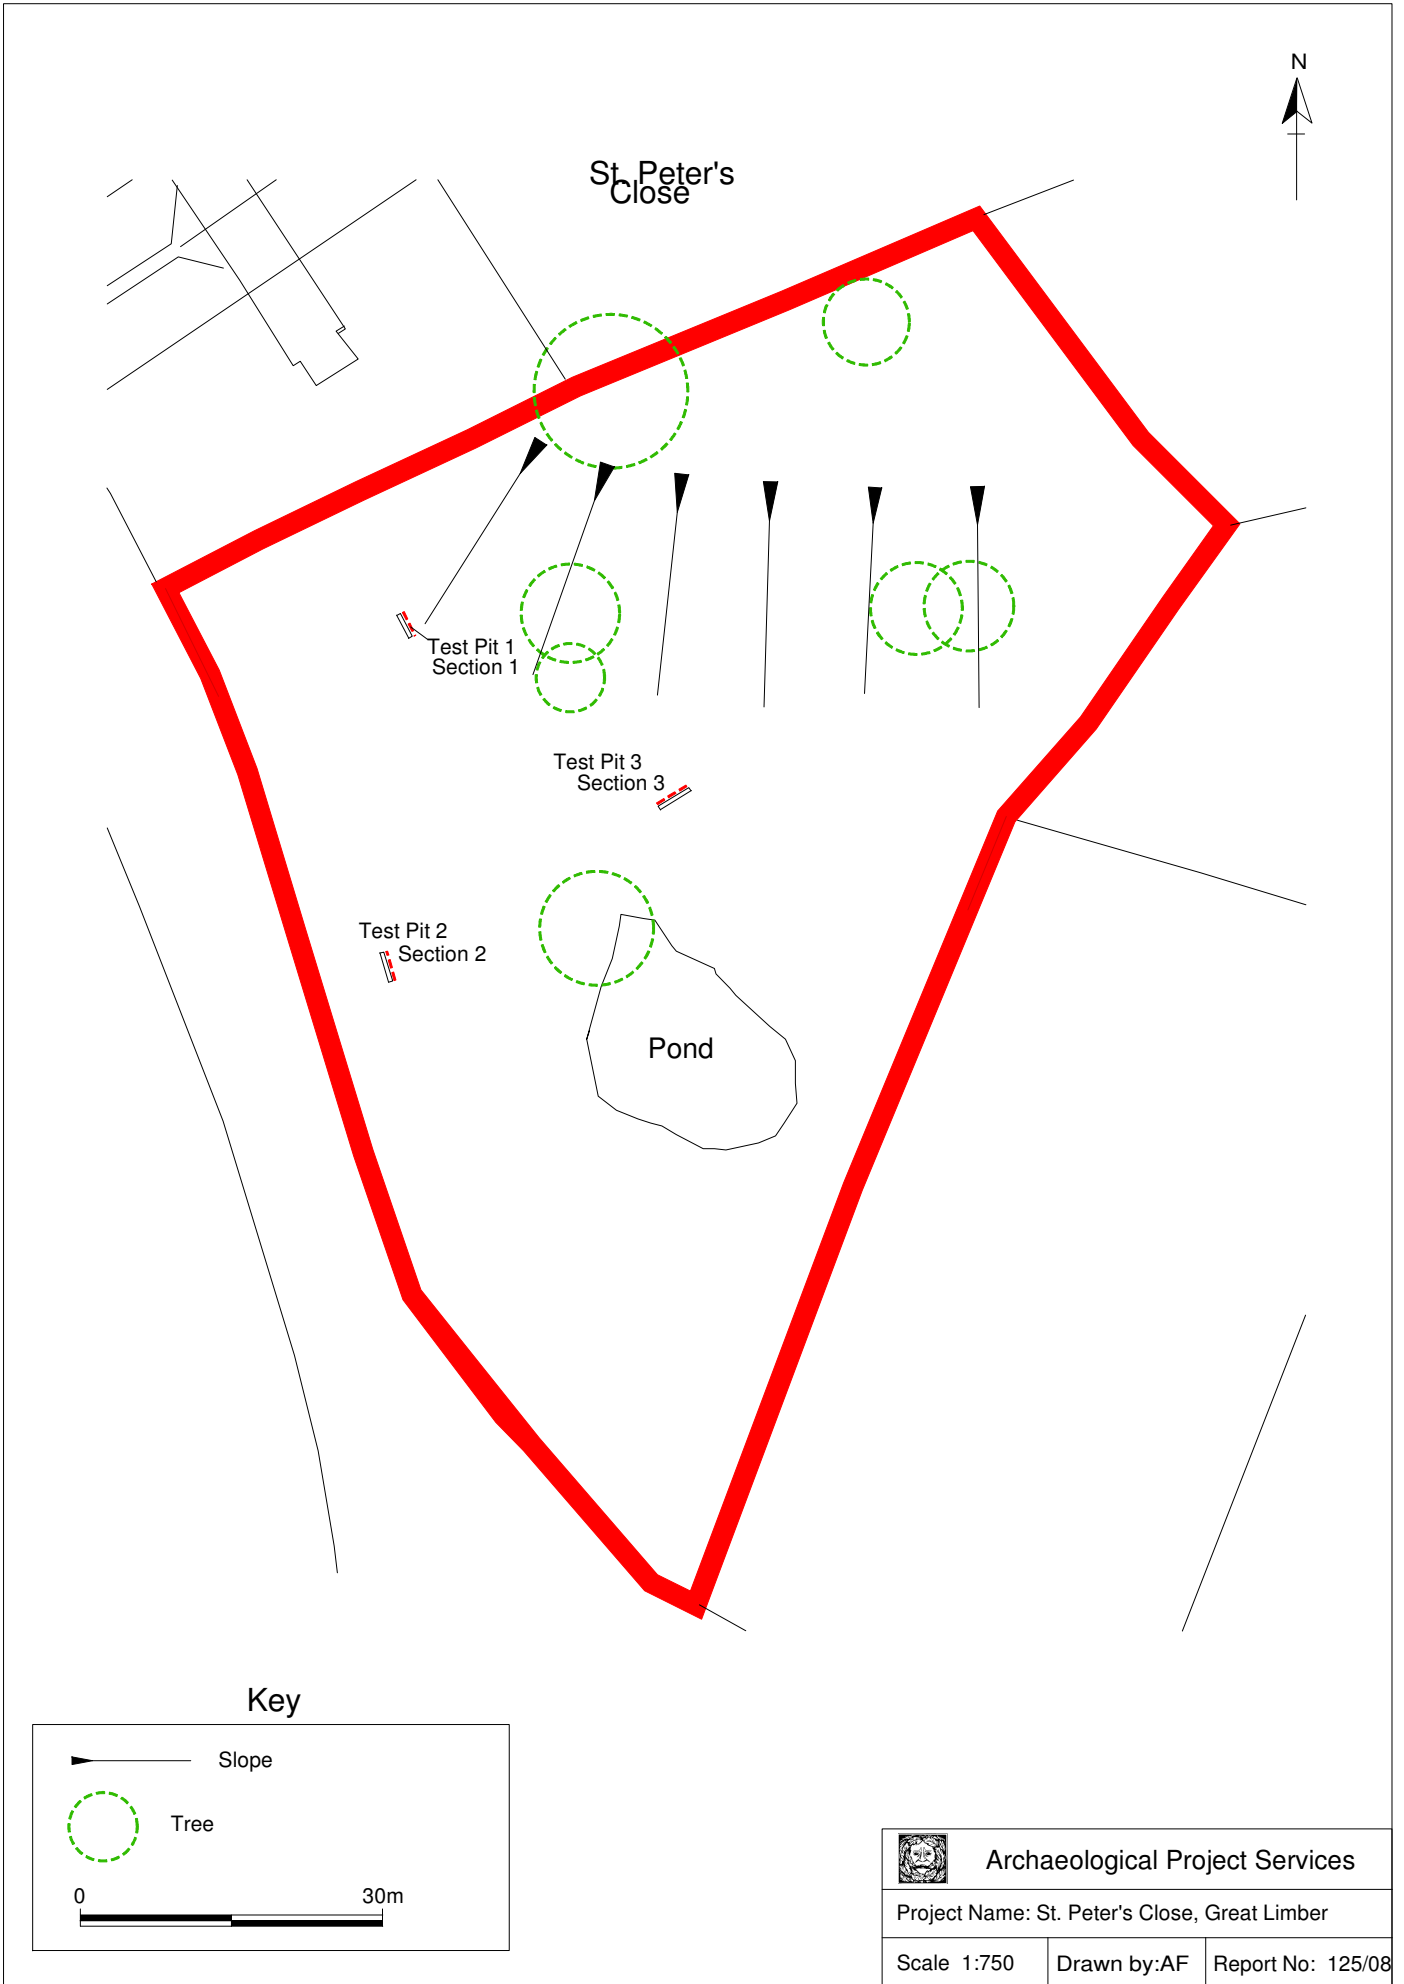 N
St. Peter's
Close
Test Pit 1
Section 1
Test Pit 3
Section 3
Test Pit 2
Section 2
Pond
Key
Slope
Tree
0 30m
Archaeological Project Services
Project Name: St. Peter's Close, Great Limber
Scale 1:750 Drawn by:AF Report No: 125/08